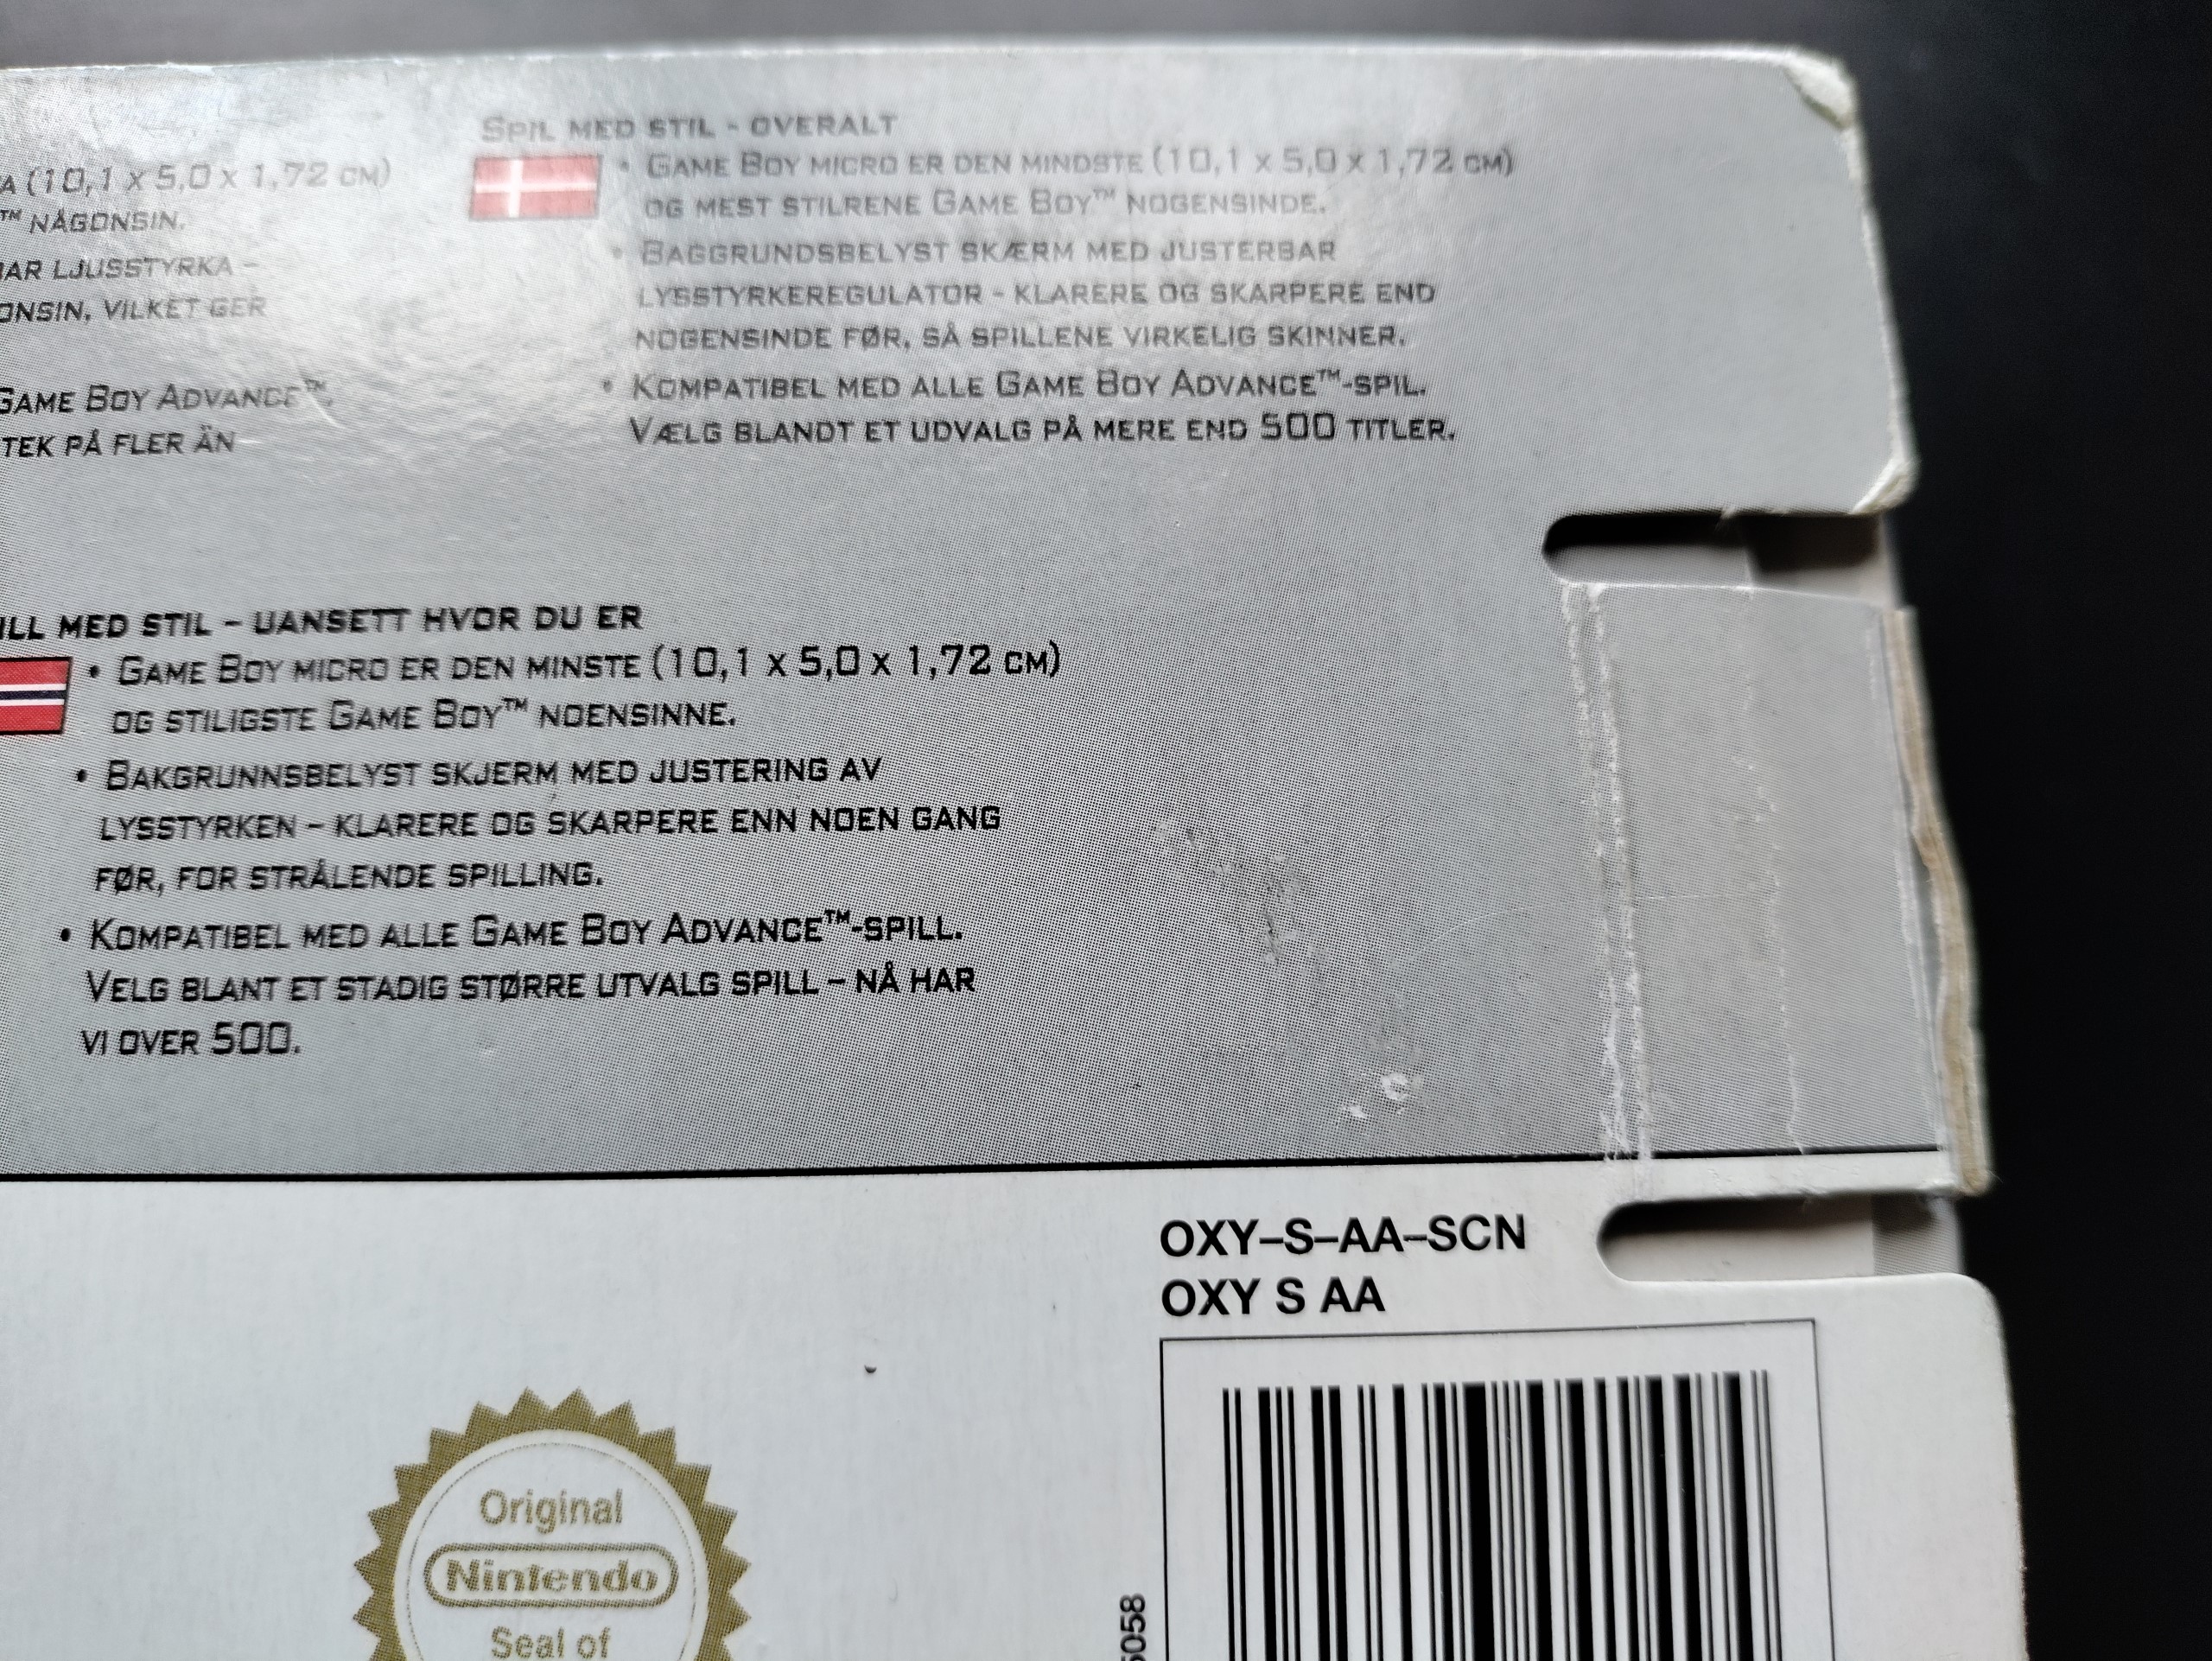 A (10,1 x 5,0 x 1,72 CM)
™ NÅGONSIN.
BAR LJUSSTYRKA –
ONSIN, VILKET GER
GAME BOY ADVANCE™.
TEK PÅ FLER ÄN
SPIL MED STIL - OVERALT
• GAME BOY MICRO ER DEN MINDSTE (10,1 x 5,0 x 1,72 CM)
OG MEST STILRENE GAME BOY™ NOGENSINDE.
• BAGGRUNDSBELYST SKÆRM MED JUSTERBAR
LYSSTYRKEREGULATOR - KLARERE OG SKARPERE END
NOGENSINDE FØR, SÅ SPILLENE VIRKELIG SKINNER.
• KOMPATIBEL MED ALLE GAME BOY ADVANCE™-SPIL.
VÆLG BLANDT ET UDVALG PÅ MERE END 500 TITLER.
ILL MED STIL – UANSETT HVOR DU ER
• GAME BOY MICRO ER DEN MINSTE (10,1 x 5,0 x 1,72 CM)
OG STILIGSTE GAME BOY™ NOENSINNE.
• BAKGRUNNSBELYST SKJERM MED JUSTERING AV
LYSSTYRKEN – KLARERE OG SKARPERE ENN NOEN GANG
FØR, FOR STRÅLENDE SPILLING.
• KOMPATIBEL MED ALLE GAME BOY ADVANCE™-SPILL.
VELG BLANT ET STADIG STØRRE UTVALG SPILL – NÅ HAR
VI OVER 500.
OXY–S–AA–SCN
OXY S AA
5058
Original
Nintendo
Seal of